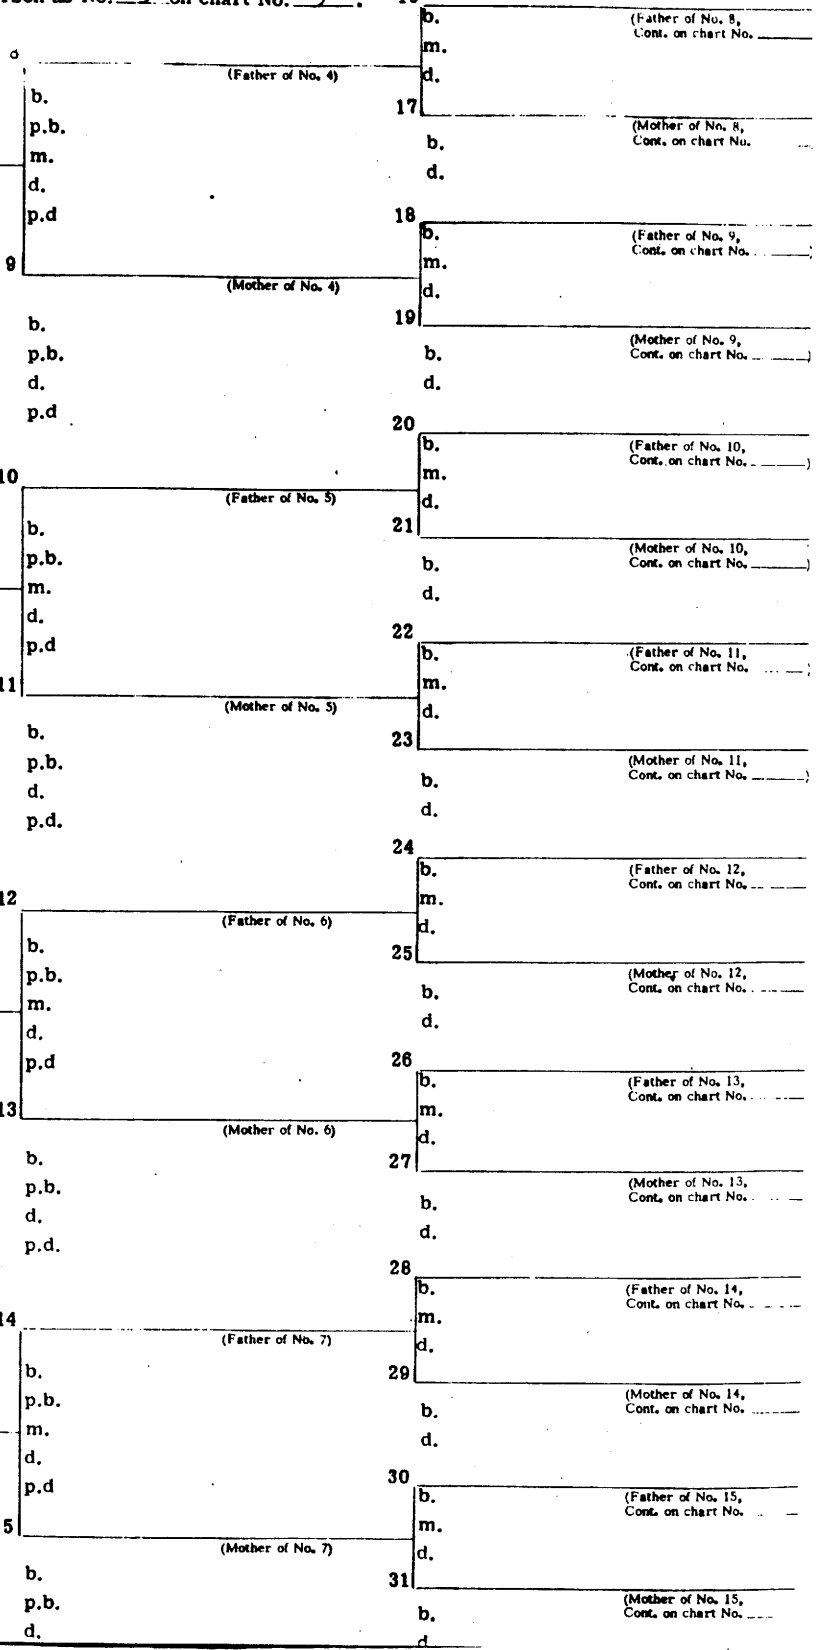 on chart No.
b.
(Father of No. 8,
Cont. on chart No.
m.
(Father of No. 4)
d.
b.
17
p.b.
(Mother of No. 8,
Cont. on chart No.
b.
m.
d.
d.
p.d
18
b.
(Father of No. 9,
Cont. on chart No.
m.
9
(Mother of No. 4)
d.
b.
19
p.b.
(Mother of No. 9,
Cont. on chart No. )
b.
d.
d.
p.d
20
b.
(Father of No. 10,
Cont. on chart No. )
10
m.
(Father of No. 5)
d.
b.
21
p.b.
(Mother of No. 10,
Cont. on chart No. )
b.
m.
d.
d.
p.d
22
b.
(Father of No. 11,
Cont. on chart No.
11
m.
(Mother of No. 5)
d.
b.
23
p.b.
(Mother of No. 11,
Cont. on chart No. )
b.
d.
d.
p.d.
24
b.
(Father of No. 12,
Cont. on chart No.
12
m.
(Father of No. 6)
d.
b.
25
p.b.
(Mother of No. 12,
Cont. on chart No.
b.
m.
d.
d.
p.d
26
b.
(Father of No. 13,
Cont. on chart No.
13
m.
(Mother of No. 6)
d.
b.
27
p.b.
(Mother of No. 13,
Cont. on chart No.
b.
d.
d.
p.d.
28
b.
(Father of No. 14,
Cont. on chart No.
14
m.
(Father of No. 7)
d.
b.
29
p.b.
(Mother of No. 14,
Cont. on chart No.
b.
m.
d.
d.
p.d
30
b.
(Father of No. 15,
Cont. on chart No.
5
m.
(Mother of No. 7)
d.
b.
31
p.b.
(Mother of No. 15,
Cont. on chart No.
b.
d.
d